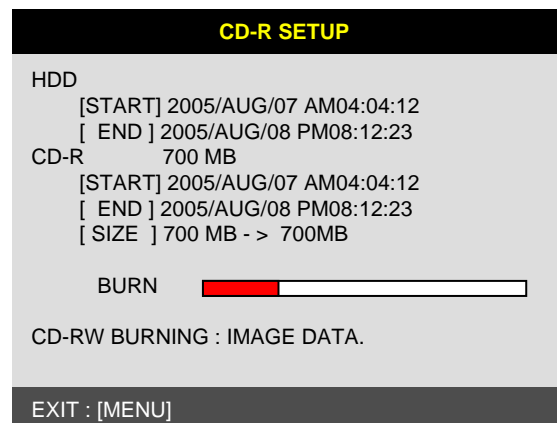 CD-R SETUP
HDD
[START] 2005/AUG/07 AM04:04:12
[ END ] 2005/AUG/08 PM08:12:23
CD-R 700 MB
[START] 2005/AUG/07 AM04:04:12
[ END ] 2005/AUG/08 PM08:12:23
[ SIZE ] 700 MB - > 700MB
BURN
CD-RW BURNING : IMAGE DATA.
EXIT : [MENU]